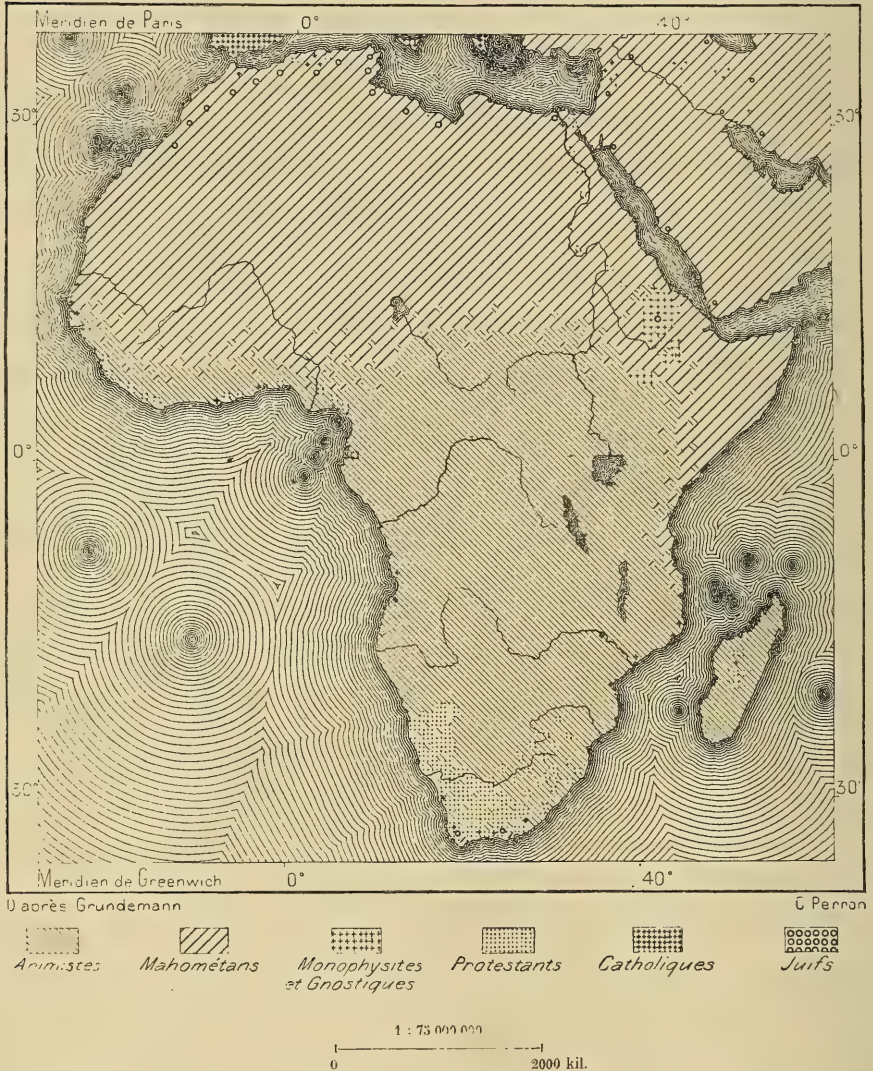 Meridien de Paris 0° 40°
30° 30°
0° 0°
30° 30°
Meridien de Greenwich 0° 40°
D'après Grundemann C Perron
Animistes Mahométans Monophysites et Gnostiques Protestants Catholiques Juifs
1 : 75 000 000
0 2000 kil.